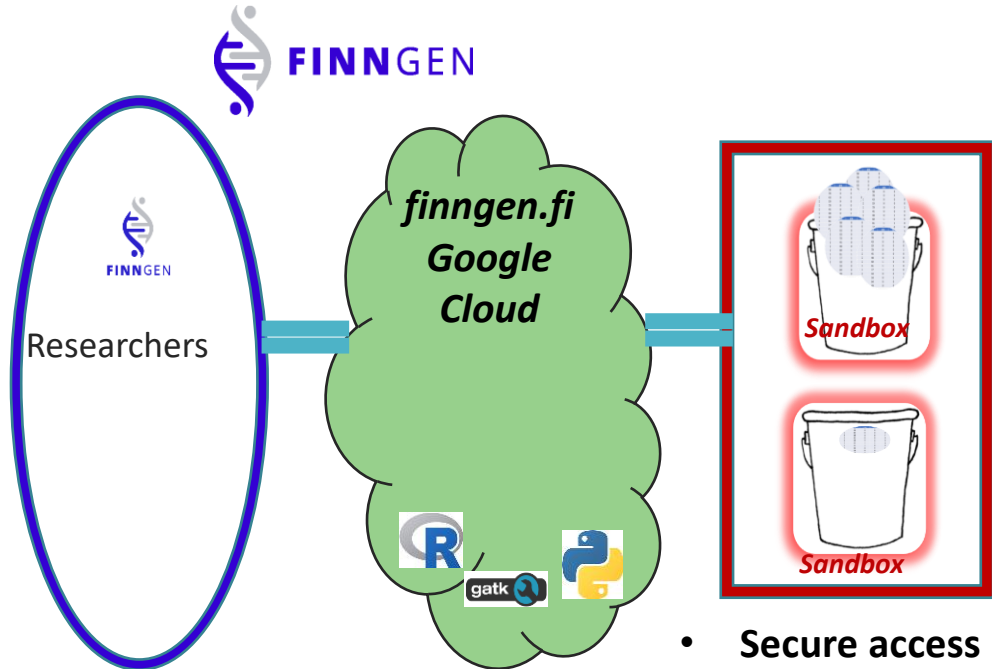 FINNGEN
FINNGEN
Researchers
finngen.fi
Google
Cloud
R
gatk
Sandbox
Sandbox
• Secure access